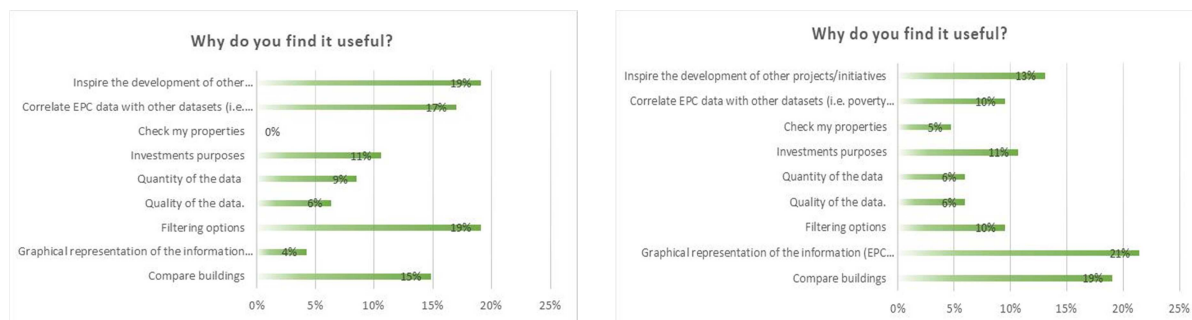 Why do you find it useful?
Inspire the development of other... 19%
Correlate EPC data with other datasets (i.e.... 17%
Check my properties 0%
Investments purposes 11%
Quantity of the data 9%
Quality of the data. 6%
Filtering options 19%
Graphical representation of the information... 4%
Compare buildings 15%
0% 5% 10% 15% 20% 25%
Why do you find it useful?
Inspire the development of other projects/initiatives 13%
Correlate EPC data with other datasets (i.e. poverty... 10%
Check my properties 5%
Investments purposes 11%
Quantity of the data 6%
Quality of the data. 6%
Filtering options 10%
Graphical representation of the information (EPC... 21%
Compare buildings 19%
0% 5% 10% 15% 20% 25%